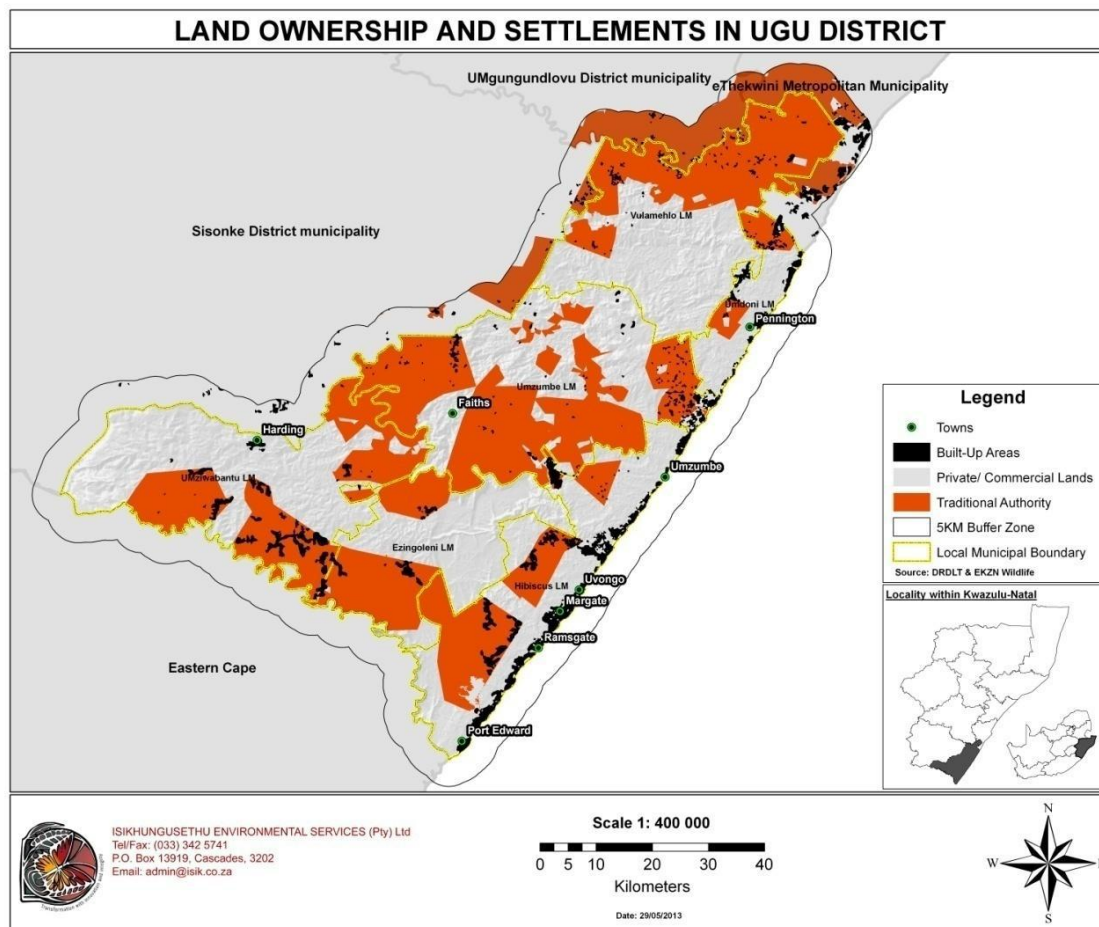 LAND OWNERSHIP AND SETTLEMENTS IN UGU DISTRICT
UMgungundlovu District municipality
eThekwini Metropolitan Municipality
Sisonke District municipality
Vulamehlo LM
Umdoni LM
Pennington
Umzumbe LM
Faiths
Harding
Umzumbe
UMziwabantu LM
Ezingoleni LM
Hibiscus LM
Uvongo
Margate
Ramsgate
Eastern Cape
Port Edward
Legend
Towns
Built-Up Areas
Private/ Commercial Lands
Traditional Authority
5KM Buffer Zone
Local Municipal Boundary
Source: DRDLT & EKZN Wildlife
Locality within Kwazulu-Natal
ISIKHUNGUSETHU ENVIRONMENTAL SERVICES (Pty) Ltd
Tel/Fax: (033) 342 5741
P.O. Box 13919, Cascades, 3202
Email: admin@isik.co.za
Scale 1: 400 000
0 5 10 20 30 40
Kilometers
Date: 29/05/2013
N
W
S